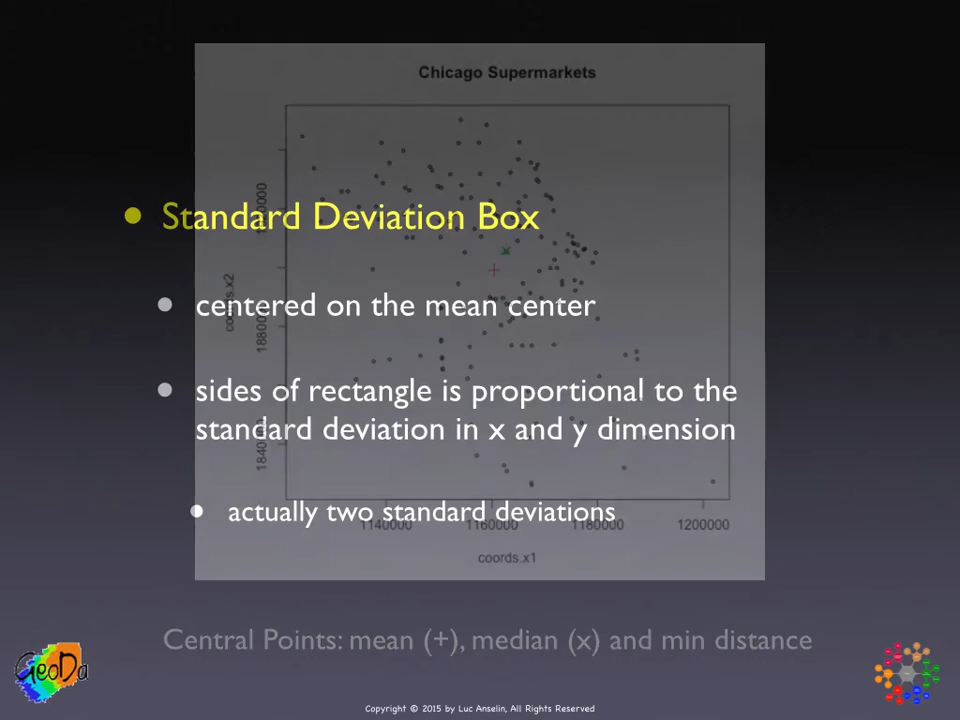 Chicago Supermarkets
Standard Deviation Box
centered on the mean center
coords.x2
sides of rectangle is proportional to the
standard deviation in x and y dimension
actually two standard deviations
1140000 1160000 1180000 1200000
coords.x1
Central Points: mean (+), median (x) and min distance
GeoDa
Copyright © 2015 by Luc Anselin, All Rights Reserved